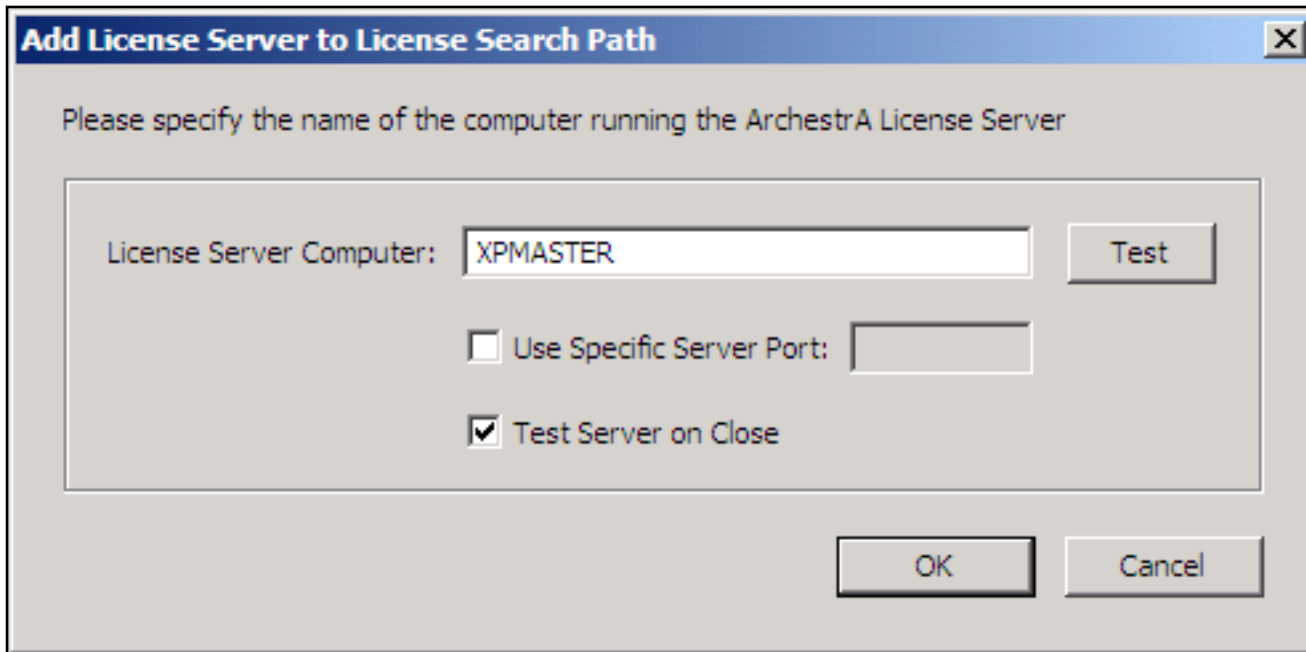 Add License Server to License Search Path
Please specify the name of the computer running the ArchestrA License Server
License Server Computer: XPMASTER Test
Use Specific Server Port:
Test Server on Close
OK Cancel